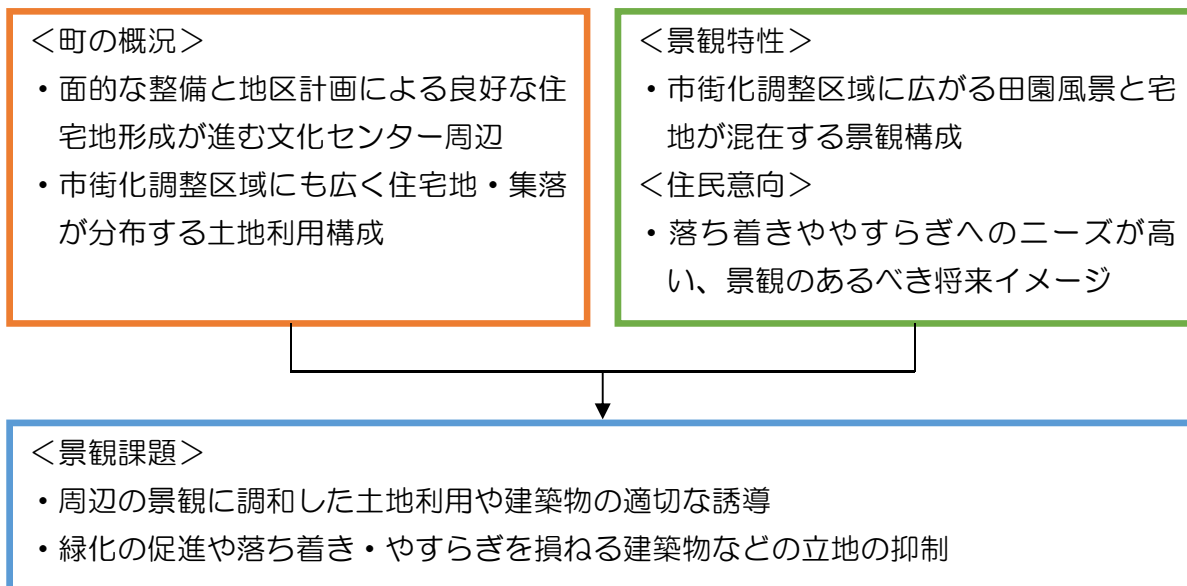 ＜町の概況＞
・面的な整備と地区計画による良好な住
宅地形成が進む文化センター周辺
・市街化調整区域にも広く住宅地・集落
が分布する土地利用構成
＜景観特性＞
・市街化調整区域に広がる田園風景と宅
地が混在する景観構成
＜住民意向＞
・落ち着きややすらぎへのニーズが高
い、景観のあるべき将来イメージ
＜景観課題＞
・周辺の景観に調和した土地利用や建築物の適切な誘導
・緑化の促進や落ち着き・やすらぎを損ねる建築物などの立地の抑制